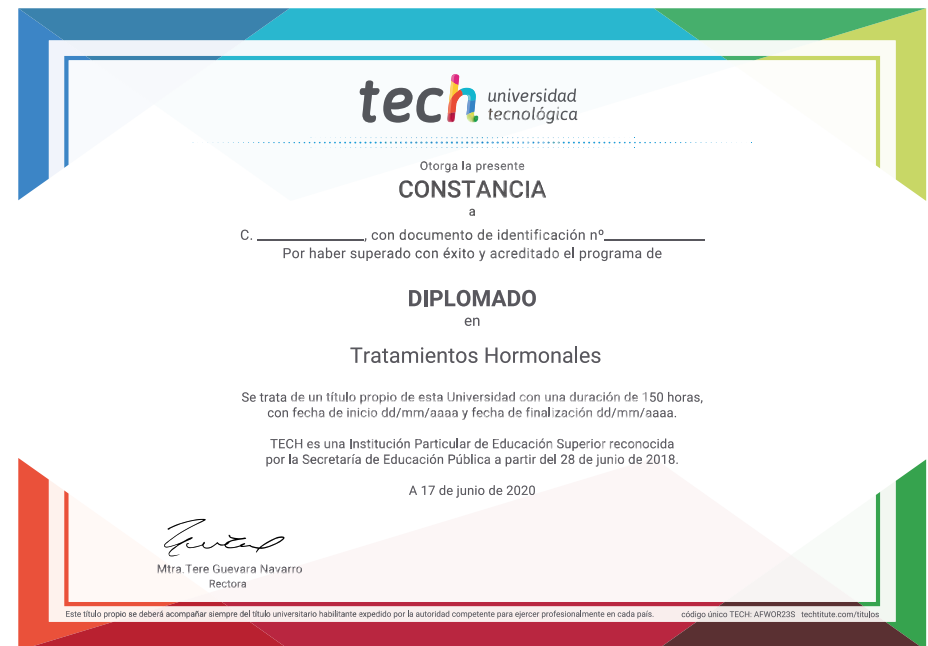 tech universidad
tecnológica
Otorga la presente
CONSTANCIA
a
C. ______________, con documento de identificación nº_____________
Por haber superado con éxito y acreditado el programa de
DIPLOMADO
en
Tratamientos Hormonales
Se trata de un título propio de esta Universidad con una duración de 150 horas,
con fecha de inicio dd/mm/aaaa y fecha de finalización dd/mm/aaaa.
TECH es una Institución Particular de Educación Superior reconocida
por la Secretaría de Educación Pública a partir del 28 de junio de 2018.
A 17 de junio de 2020
Mtra.Tere Guevara Navarro
Rectora
Este título propio se deberá acompañar siempre del título universitario habilitante expedido por la autoridad competente para ejercer profesionalmente en cada país. código único TECH: AFWOR23S techtitute.com/titulos